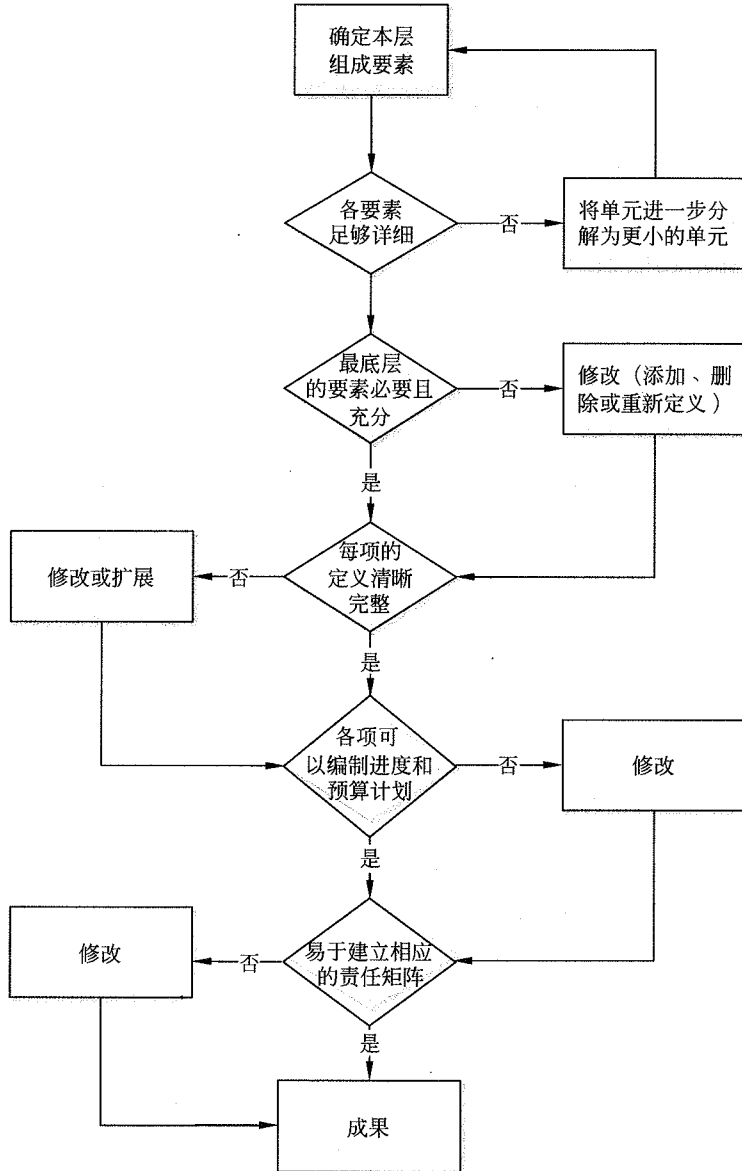 确定本层
组成要素
各要素
足够详细
否
将单元进一步分
解为更小的单元
最底层
的要素必要且
充分
否
修改（添加、删
除或重新定义）
是
每项的
定义清晰
完整
否
修改或扩展
是
各项可
以编制进度和
预算计划
否
修改
是
易于建立相应
的责任矩阵
否
修改
是
成果